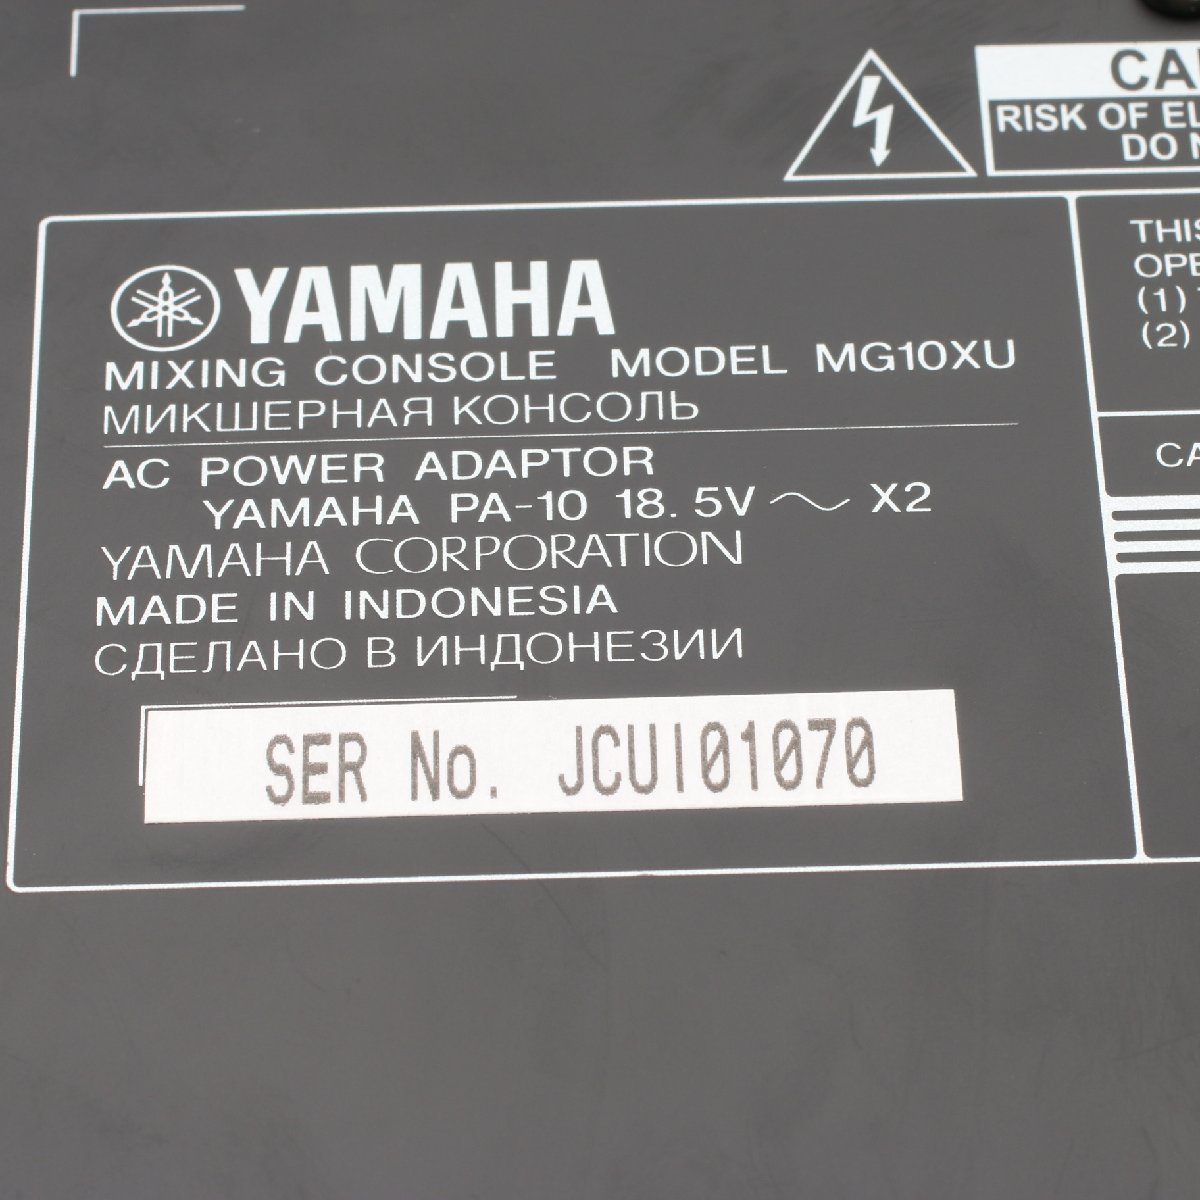 CA
RISK OF EL
DO N
YAMAHA
MIXING CONSOLE MODEL MG10XU
МИКШЕРНАЯ КОНСОЛЬ
AC POWER ADAPTOR
YAMAHA PA-10 18.5V ~ X2
YAMAHA CORPORATION
MADE IN INDONESIA
СДЕЛАНО В ИНДОНЕЗИИ
SER No. JCUI01070
THIS
OPE
(1)
(2)
CA